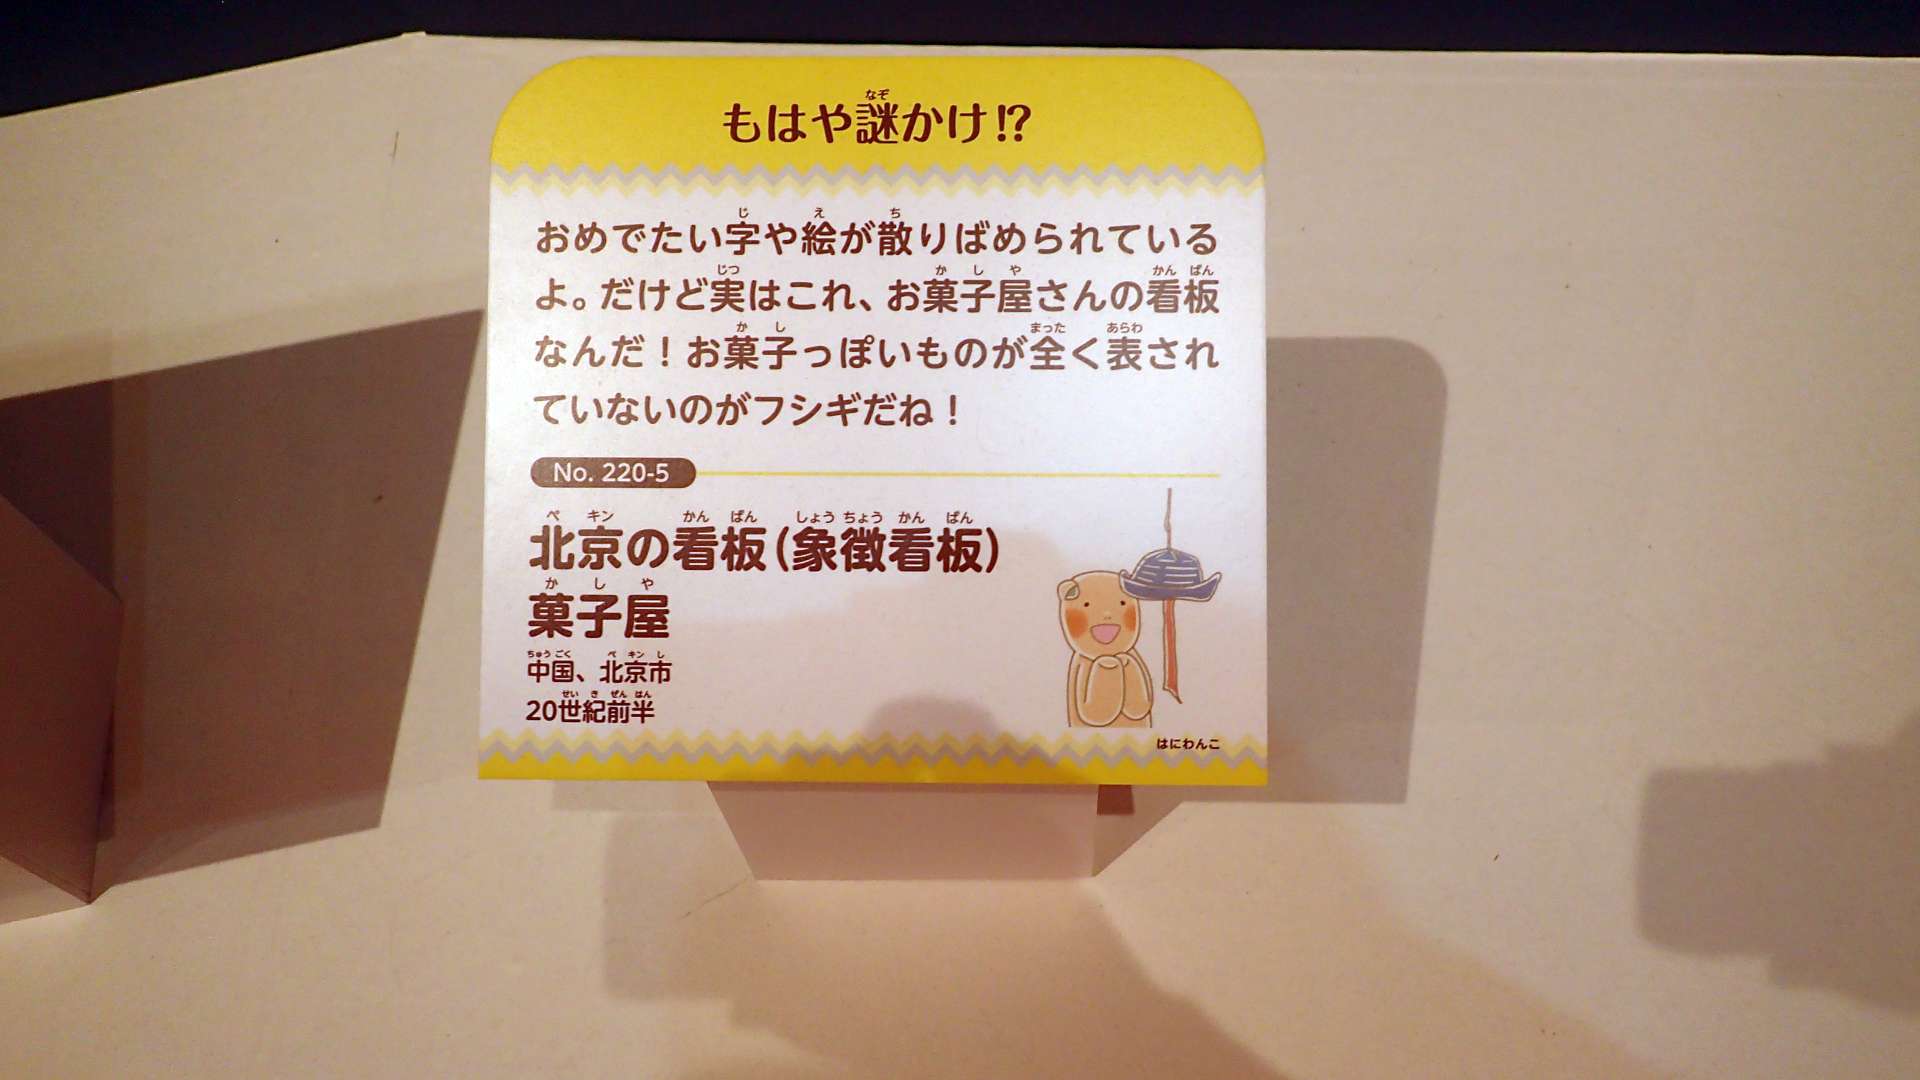 もはや謎かけ!?
おめでたい字や絵が散りばめられている
よ。だけど実はこれ、お菓子屋さんの看板
なんだ！お菓子っぽいものが全く表され
ていないのがフシギだね！
No. 220-5
北京の看板(象徴看板)
菓子屋
中国、北京市
20世紀前半
はにわんこ